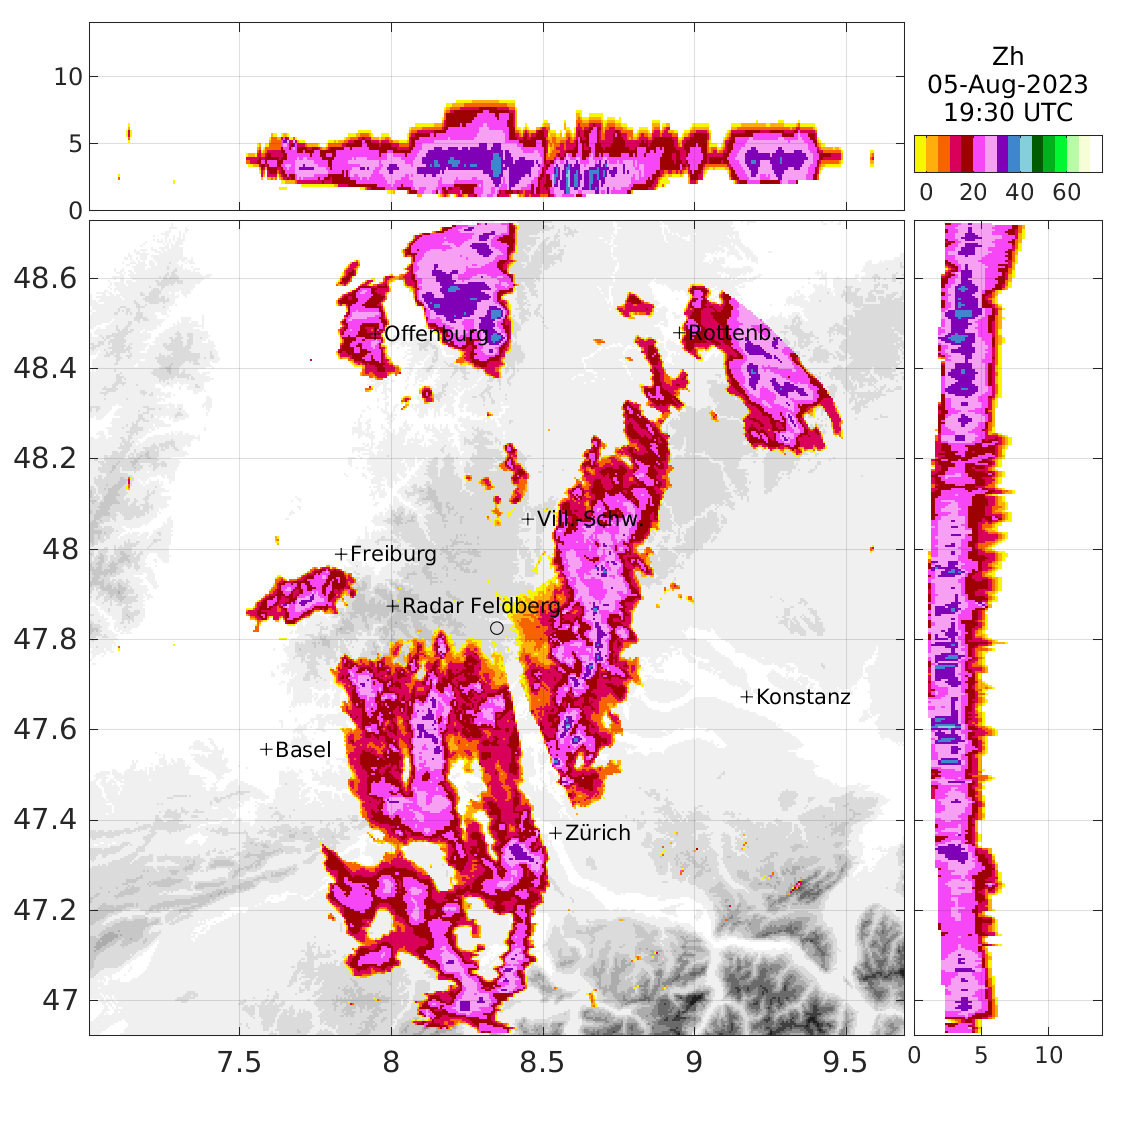 Zh
05-Aug-2023
19:30 UTC
0 20 40 60
10
5
0
48.6
48.4
48.2
48
47.8
47.6
47.4
47.2
47
+Offenburg
+Rottenb.
+Vill.-Schw.
+Freiburg
+Radar Feldberg
+Konstanz
+Basel
+Zürich
7.5 8 8.5 9 9.5
0 5 10